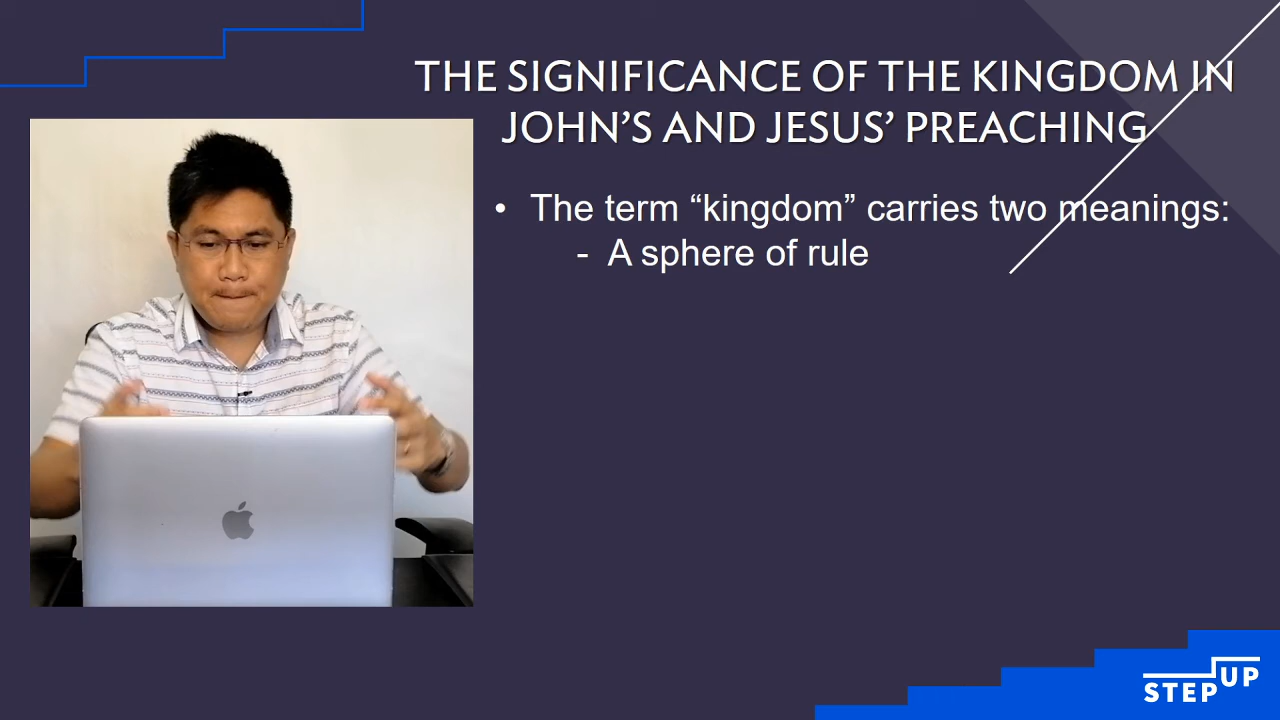 THE SIGNIFICANCE OF THE KINGDOM IN
JOHN’S AND JESUS’ PREACHING
• The term “kingdom” carries two meanings:
- A sphere of rule
STEP UP